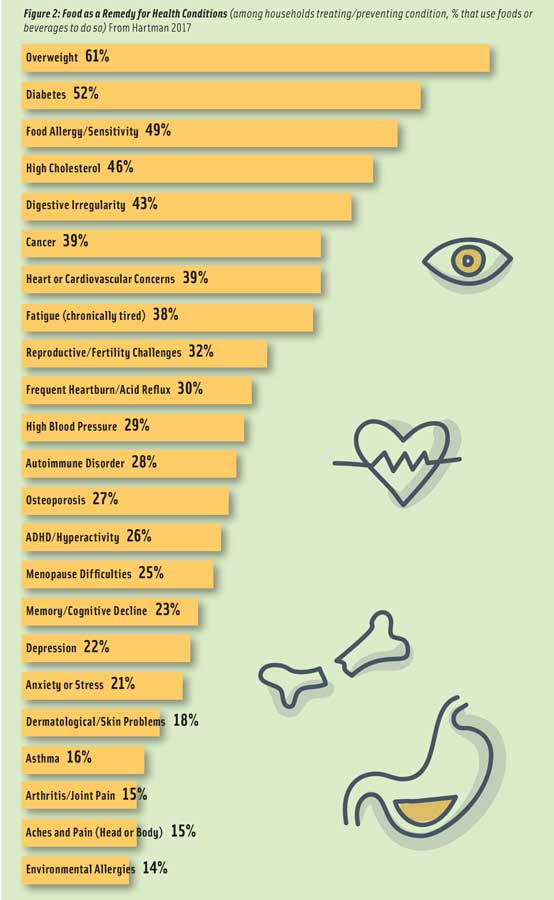 Figure 2: Food as a Remedy for Health Conditions (among households treating/preventing condition, % that use foods or
beverages to do so) From Hartman 2017
Overweight 61%
Diabetes 52%
Food Allergy/Sensitivity 49%
High Cholesterol 46%
Digestive Irregularity 43%
Cancer 39%
Heart or Cardiovascular Concerns 39%
Fatigue (chronically tired) 38%
Reproductive/Fertility Challenges 32%
Frequent Heartburn/Acid Reflux 30%
High Blood Pressure 29%
Autoimmune Disorder 28%
Osteoporosis 27%
ADHD/Hyperactivity 26%
Menopause Difficulties 25%
Memory/Cognitive Decline 23%
Depression 22%
Anxiety or Stress 21%
Dermatological/Skin Problems 18%
Asthma 16%
Arthritis/Joint Pain 15%
Aches and Pain (Head or Body) 15%
Environmental Allergies 14%